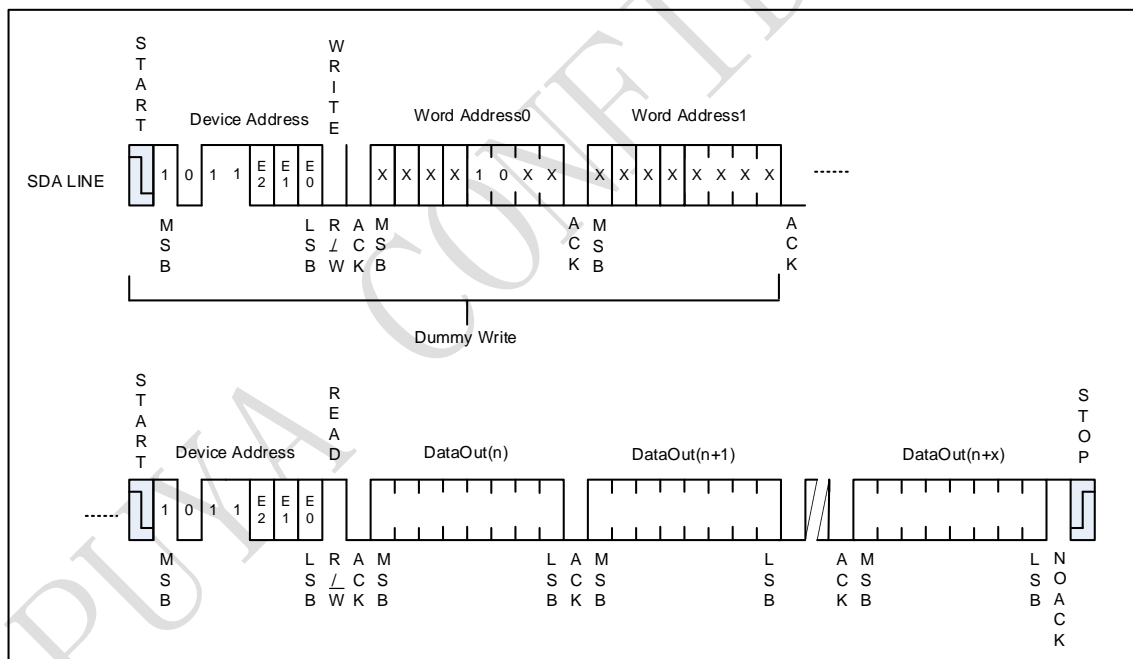 START
WRITE
Device Address
Word Address0
Word Address1
SDA LINE
1 0 1 1 E2 E1 E0
X X X X 1 0 X X
X X X X X X X X
MSB
LSB
R/W
ACK
MSB
ACK
MSB
ACK
Dummy Write
START
READ
STOP
Device Address
DataOut(n)
DataOut(n+1)
DataOut(n+x)
1 0 1 1 E2 E1 E0
MSB
LSB
R/W
ACK
MSB
LSB
ACK
MSB
LSB
ACK
MSB
LSB
NOACK
PUYA CONFID